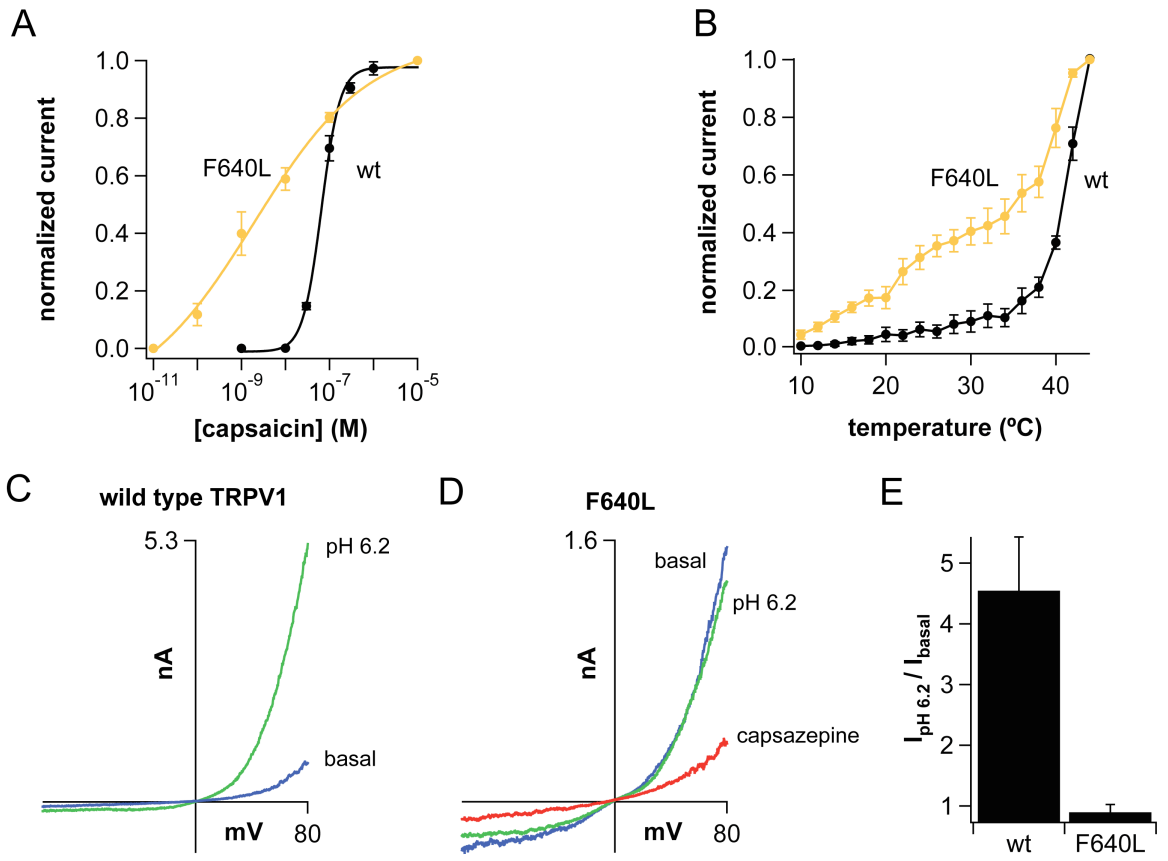 A
normalized current
1.0
0.8
0.6
0.4
0.2
0.0
F640L
wt
10-11
10-9
10-7
10-5
[capsaicin] (M)
B
normalized current
1.0
0.8
0.6
0.4
0.2
0.0
F640L
wt
10
20
30
40
temperature (ºC)
C
wild type TRPV1
5.3
pH 6.2
nA
basal
mV
80
D
F640L
1.6
basal
pH 6.2
nA
capsazepine
mV
80
E
IpH 6.2 / Ibasal
5
4
3
2
1
wt
F640L